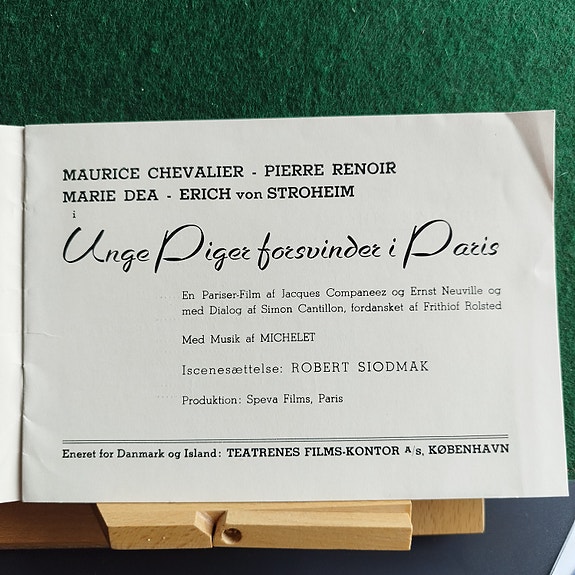 MAURICE CHEVALIER - PIERRE RENOIR
MARIE DEA - ERICH von STROHEIM
i
Unge Piger forsvinder i Paris
En Pariser-Film af Jacques Companeez og Ernst Neuville og
med Dialog af Simon Cantillon, fordansket af Frithiof Rolsted
Med Musik af MICHELET
Iscenesættelse: ROBERT SIODMAK
Produktion: Speva Films, Paris
Eneret for Danmark og Island: TEATRENES FILMS-KONTOR A/S, KØBENHAVN